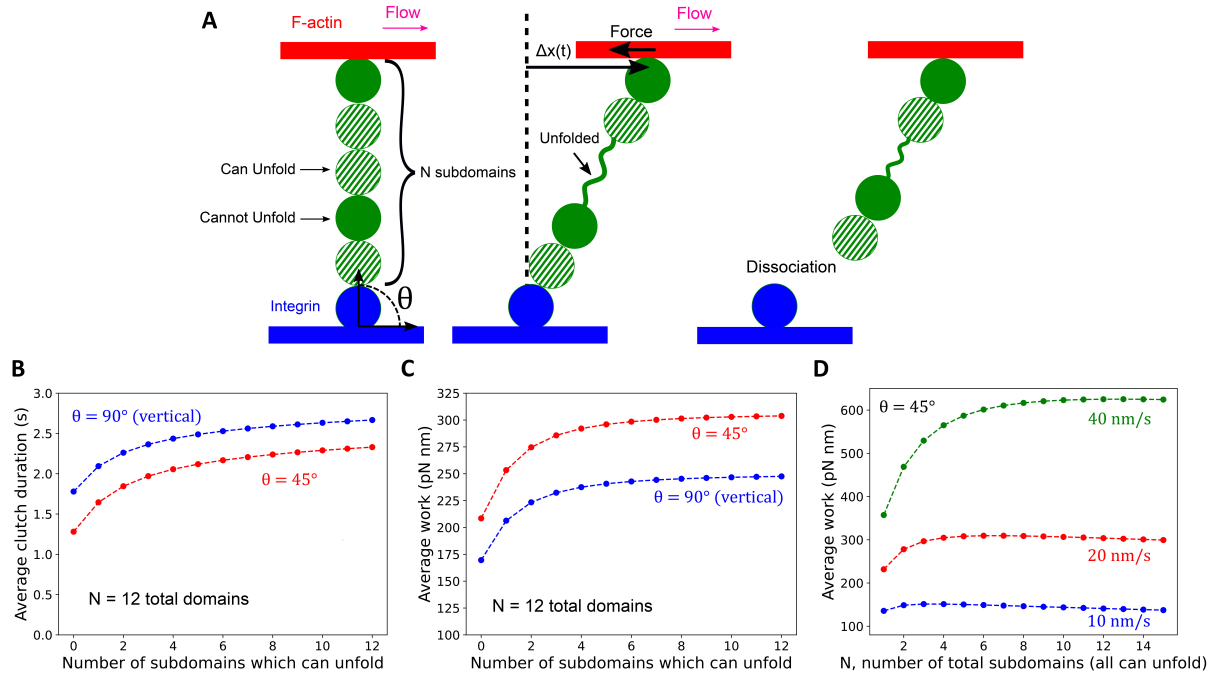 A
F-actin
Flow
Can Unfold
Cannot Unfold
N subdomains
Integrin
θ
Δx(t)
Force
Flow
Unfolded
Dissociation
B
Average clutch duration (s)
3.0
2.5
2.0
1.5
1.0
0.5
0.0
θ = 90° (vertical)
θ = 45°
N = 12 total domains
0 2 4 6 8 10 12
Number of subdomains which can unfold
C
Average work (pN nm)
325
300
275
250
225
200
175
150
125
100
θ = 45°
θ = 90° (vertical)
N = 12 total domains
0 2 4 6 8 10 12
Number of subdomains which can unfold
D
Average work (pN nm)
600
500
400
300
200
100
θ = 45°
40 nm/s
20 nm/s
10 nm/s
2 4 6 8 10 12 14
N, number of total subdomains (all can unfold)